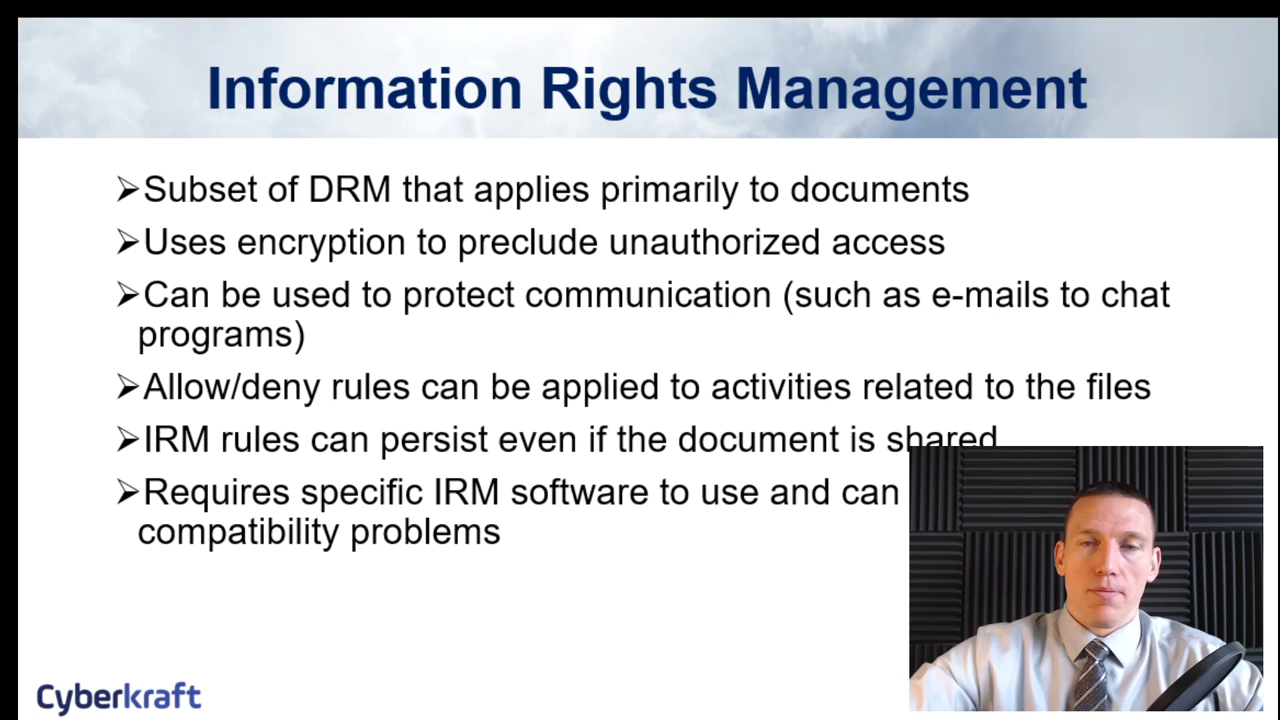 Information Rights Management
➢Subset of DRM that applies primarily to documents
➢Uses encryption to preclude unauthorized access
➢Can be used to protect communication (such as e-mails to chat
programs)
➢Allow/deny rules can be applied to activities related to the files
➢IRM rules can persist even if the document is shared
➢Requires specific IRM software to use and can
compatibility problems
Cyberkraft